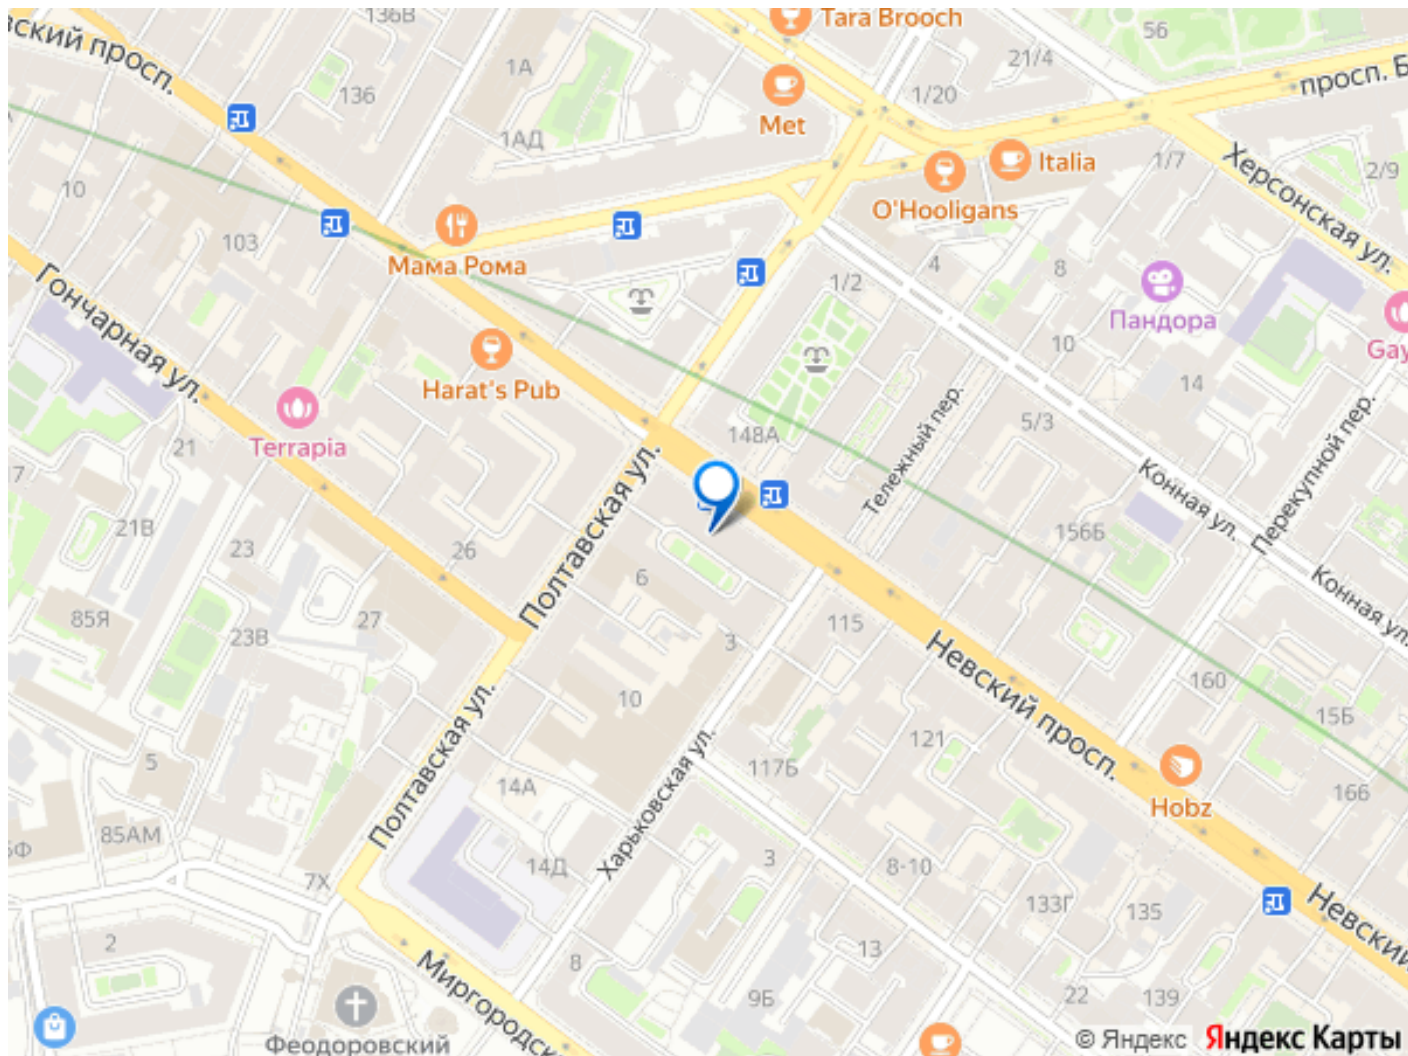 136В
Tara Brooch
56
вский просп.
1А
21/4
просп. Б
136
1/20
Met
1АД
Italia
1/7
2/9
10
O'Hooligans
Херсонская ул.
103
Мама Рома
4
8
1/2
Гончарная ул.
Пандора
10
Gay
Harat's Pub
14
148А
5/3
Тележный пер.
Перекупной пер.
Terrapia
21
7
Конная ул.
21В
23
26
Полтавская ул.
156Б
6
Конная ул.
85Я
27
23В
3
115
Невский просп.
160
10
15Б
Полтавская ул.
121
5
117Б
14А
Харьковская ул.
Hobz
166
85АМ
5Ф
14Д
3
8-10
7Х
133Г
135
Невский
2
8
13
Миргородск
9Б
22
139
Феодоровский
© Яндекс
Яндекс Карты